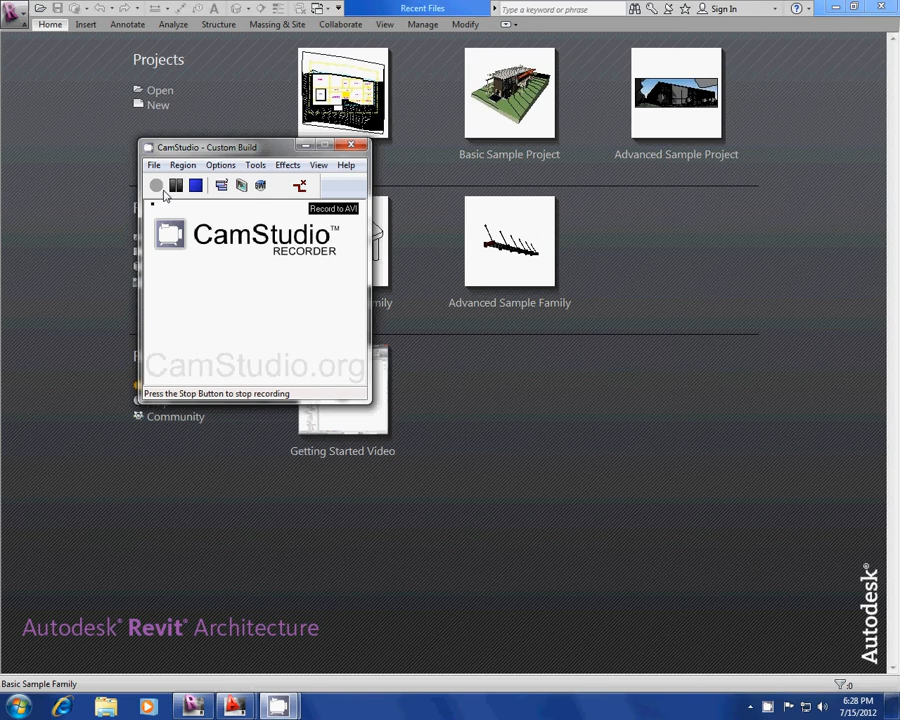 Recent Files
Type a keyword or phrase
Sign In
Home Insert Annotate Analyze Structure Massing & Site Collaborate View Manage Modify
Projects
Open
New
Basic Sample Project
Advanced Sample Project
CamStudio - Custom Build
File Region Options Tools Effects View Help
Record to AVI
CamStudio™
RECORDER
CamStudio.org
Press the Stop Button to stop recording
mily
Advanced Sample Family
Community
Getting Started Video
Autodesk® Revit® Architecture
Autodesk®
Basic Sample Family
:0
6:28 PM
7/15/2012